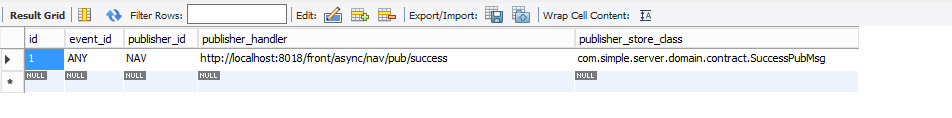 Result Grid Filter Rows: Edit: Export/Import: Wrap Cell Content:
id event_id publisher_id publisher_handler publisher_store_class
1 ANY NAV http://localhost:8018/front/async/nav/pub/success com.simple.server.domain.contract.SuccessPubMsg
NULL NULL NULL NULL NULL